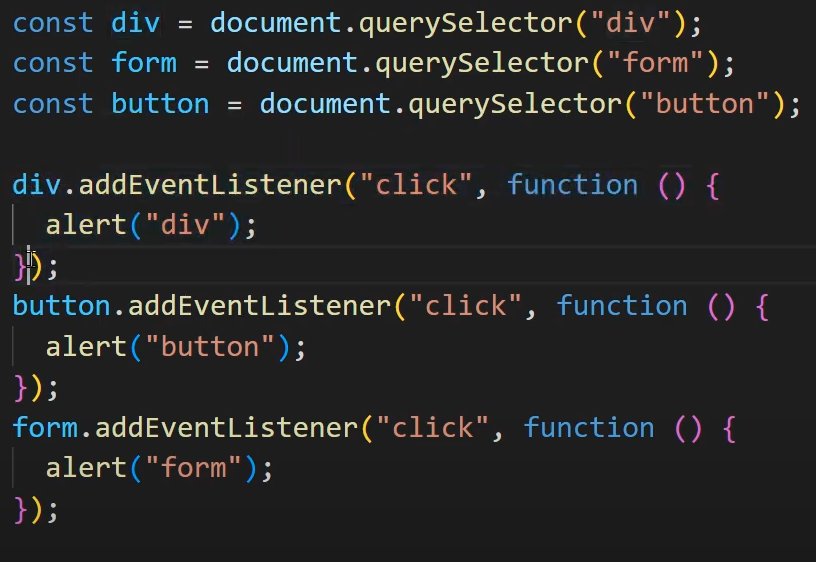 const div = document.querySelector("div");
const form = document.querySelector("form");
const button = document.querySelector("button");

div.addEventListener("click", function () {
  alert("div");
});
button.addEventListener("click", function () {
  alert("button");
});
form.addEventListener("click", function () {
  alert("form");
});